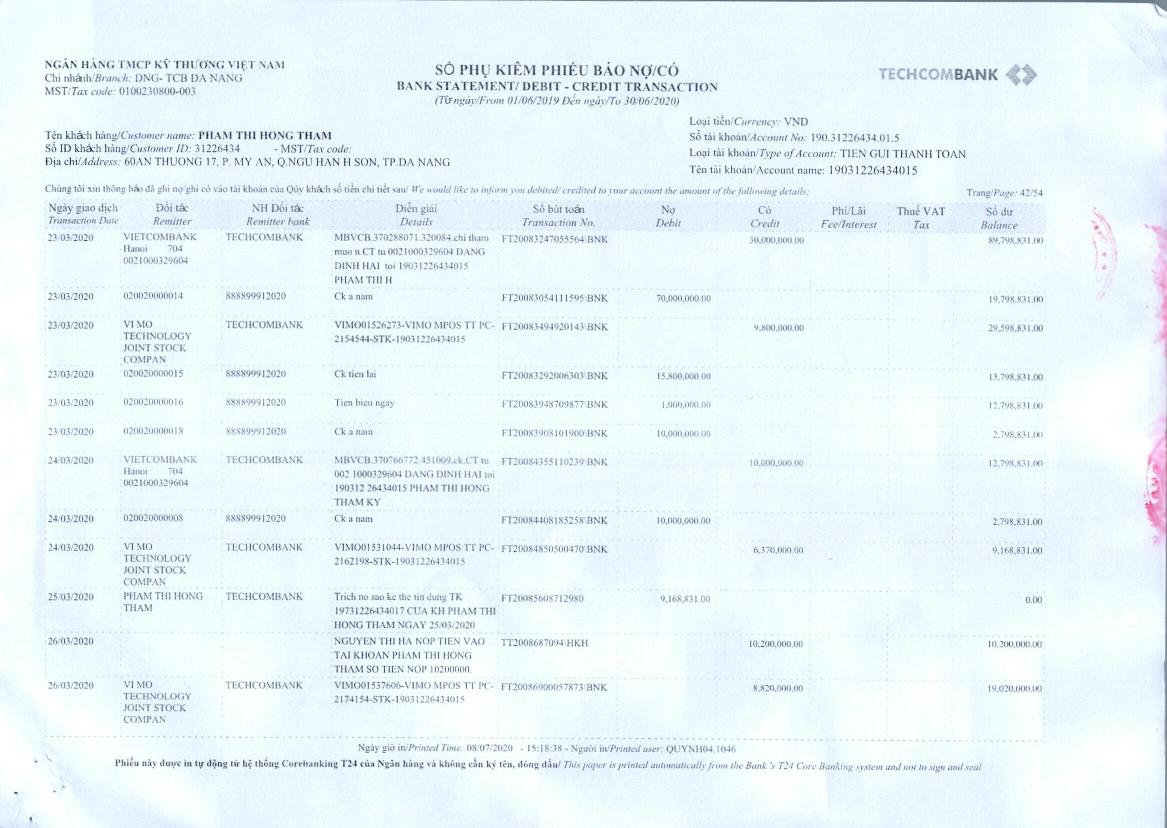 NGÂN HÀNG TMCP KỸ THƯƠNG VIỆT NAM
Chi nhánh/Branch: DNG- TCB DA NANG
MST/Tax code: 0100230800-003
SỔ PHỤ KIÊM PHIẾU BÁO NỢ/CÓ
BANK STATEMENT/ DEBIT - CREDIT TRANSACTION
(Từ ngày/From 01/06/2019 Đến ngày/To 30/06/2020)
TECHCOMBANK
Tên khách hàng/Customer name: PHAM THI HONG THAM
Số ID khách hàng/Customer ID: 31226434 - MST/Tax code:
Địa chỉ/Address: 60AN THUONG 17, P. MY AN, Q.NGU HAN H SON, TP.DA NANG
Loại tiền/Currency: VND
Số tài khoản/Account No: 190.31226434.01.5
Loại tài khoản/Type of Account: TIEN GUI THANH TOAN
Tên tài khoản/Account name: 19031226434015
Chúng tôi xin thông báo đã ghi nợ/ghi có vào tài khoản của Qúy khách số tiền chi tiết sau/ We would like to inform you debited/ credited to your account the amount of the following details:
Trang/Page: 42/54
Ngày giao dịch Đối tác NH Đối tác Diễn giải Số bút toán Nợ Có Phí/Lãi Thuế VAT Số dư
Transaction Date Remitter Remitter bank Details Transaction No. Debit Credit Fee/Interest Tax Balance
23/03/2020 VIETCOMBANK TECHCOMBANK MBVCB.370288071.320084.chi tham FT20083247055564\BNK 30,000,000.00 89,798,831.00
Hanoi 704 muo n.CT tu 0021000329604 DANG
0021000329604 DINH HAI toi 19031226434015
PHAM THI H
23/03/2020 020020000014 888899912020 Ck a nam FT20083054111595\BNK 70,000,000.00 19,798,831.00
23/03/2020 VI MO TECHCOMBANK VIMO01526273-VIMO MPOS TT PC- FT20083494920143\BNK 9,800,000.00 29,598,831.00
TECHNOLOGY 2154544-STK-19031226434015
JOINT STOCK
COMPAN
23/03/2020 020020000015 888899912020 Ck tien lai FT20083292006303\BNK 15,800,000.00 13,798,831.00
23/03/2020 020020000016 888899912020 Tien bieu ngay FT20083948709877\BNK 1,000,000.00 12,798,831.00
23/03/2020 020020000018 888899912020 Ck a nam FT20083908101900\BNK 10,000,000.00 2,798,831.00
24/03/2020 VIETCOMBANK TECHCOMBANK MBVCB.370766772.451009.ck.CT tu FT20084355110239\BNK 10,000,000.00 12,798,831.00
Hanoi 704 002 1000329604 DANG DINH HAI toi
0021000329604 190312 26434015 PHAM THI HONG
THAM KY
24/03/2020 020020000008 888899912020 Ck a nam FT20084408185258\BNK 10,000,000.00 2,798,831.00
24/03/2020 VI MO TECHCOMBANK VIMO01531044-VIMO MPOS TT PC- FT20084850500470\BNK 6,370,000.00 9,168,831.00
TECHNOLOGY 2162198-STK-19031226434015
JOINT STOCK
COMPAN
25/03/2020 PHAM THI HONG TECHCOMBANK Trich no sao ke the tin dung TK FT20085608712980 9,168,831.00 0.00
THAM 19731226434017 CUA KH PHAM THI
HONG THAM NGAY 25/03/2020
26/03/2020 NGUYEN THI HA NOP TIEN VAO TT2008687094\HKH 10,200,000.00 10,200,000.00
TAI KHOAN PHAM THI HONG
THAM SO TIEN NOP 10200000.
26/03/2020 VI MO TECHCOMBANK VIMO01537606-VIMO MPOS TT PC- FT20086900057873\BNK 8,820,000.00 19,020,000.00
TECHNOLOGY 2174154-STK-19031226434015
JOINT STOCK
COMPAN
Ngày giờ in/Printed Time: 08/07/2020 - 15:18:38 - Người in/Printed user: QUYNH04.1046
Phiếu này được in tự động từ hệ thống Corebanking T24 của Ngân hàng và không cần ký tên, đóng dấu/ This paper is printed automatically from the Bank 's T24 Core Banking system and not to sign and seal